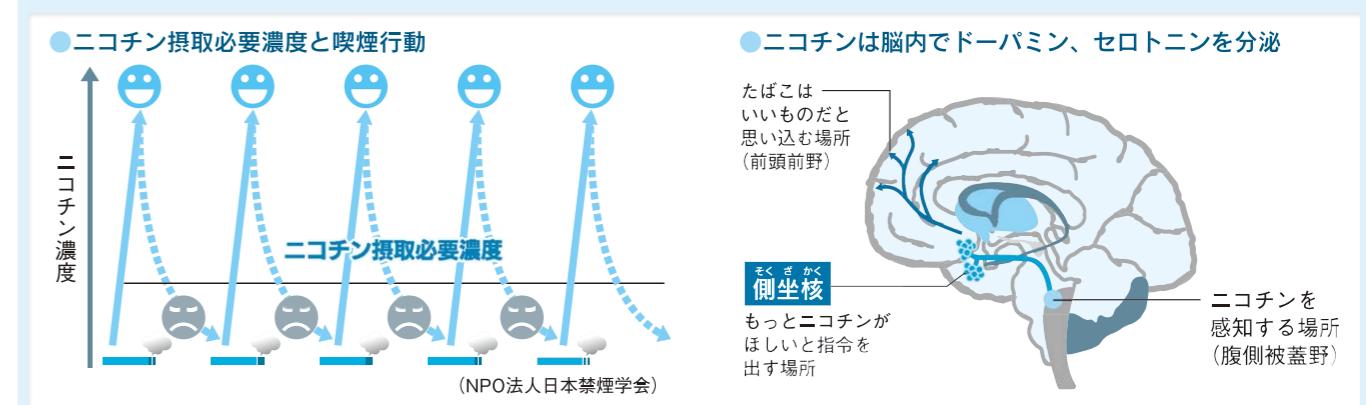 ●ニコチン摂取必要濃度と喫煙行動
ニコチン濃度
ニコチン摂取必要濃度
（NPO法人日本禁煙学会）
●ニコチンは脳内でドーパミン、セロトニンを分泌
たばこは
いいものだと
思い込む場所
（前頭前野）
そくざかく
側坐核
もっとニコチンが
ほしいと指令を
出す場所
ニコチンを
感知する場所
（腹側被蓋野）